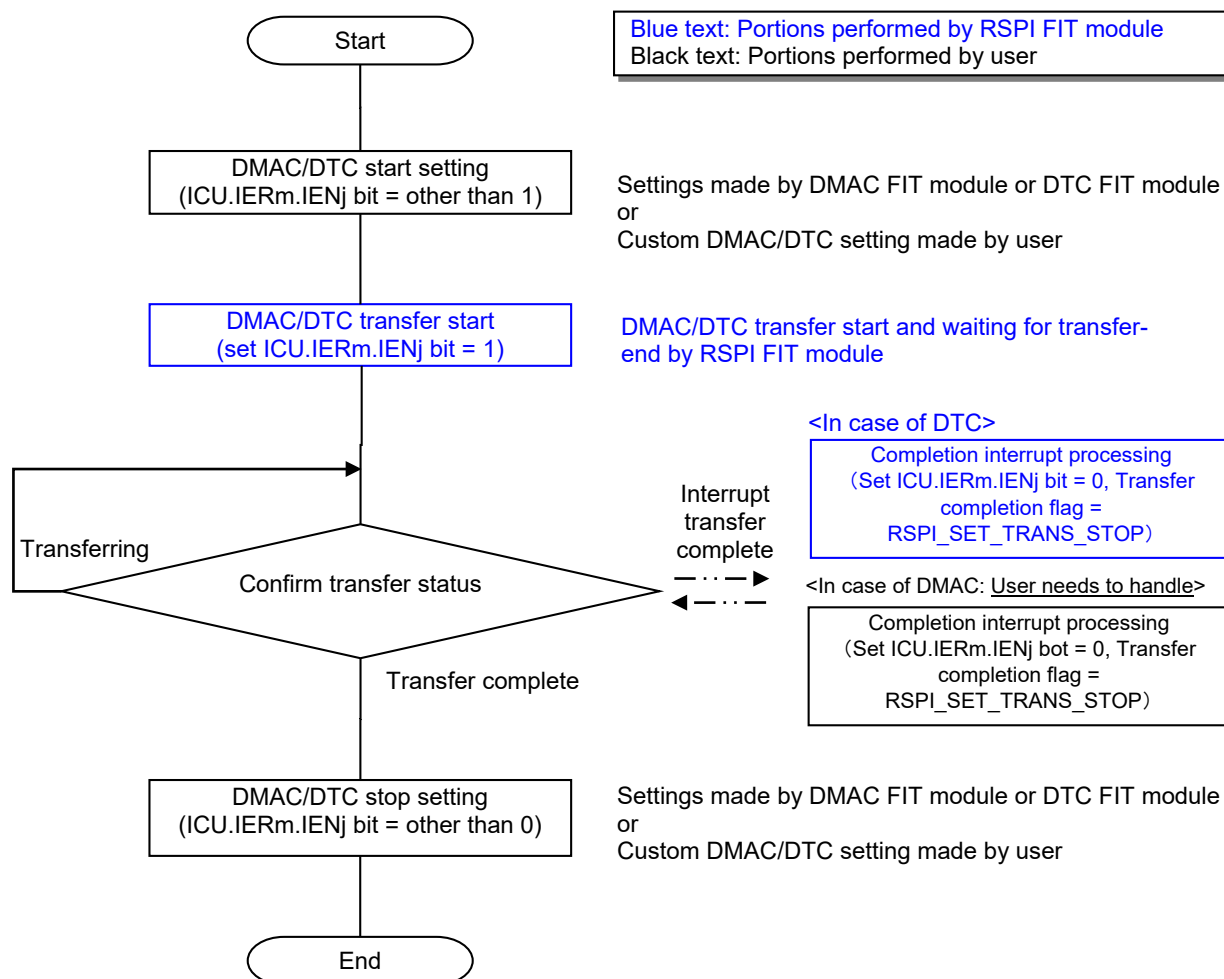 Start
Blue text: Portions performed by RSPI FIT module
Black text: Portions performed by user
DMAC/DTC start setting
(ICU.IERm.IENj bit = other than 1)
Settings made by DMAC FIT module or DTC FIT module
or
Custom DMAC/DTC setting made by user
DMAC/DTC transfer start
(set ICU.IERm.IENj bit = 1)
DMAC/DTC transfer start and waiting for transfer-
end by RSPI FIT module
<In case of DTC>
Completion interrupt processing
（Set ICU.IERm.IENj bit = 0, Transfer
completion flag =
RSPI_SET_TRANS_STOP）
Interrupt
transfer
complete
Transferring
Confirm transfer status
<In case of DMAC: User needs to handle>
Completion interrupt processing
（Set ICU.IERm.IENj bot = 0, Transfer
completion flag =
RSPI_SET_TRANS_STOP）
Transfer complete
DMAC/DTC stop setting
(ICU.IERm.IENj bit = other than 0)
Settings made by DMAC FIT module or DTC FIT module
or
Custom DMAC/DTC setting made by user
End